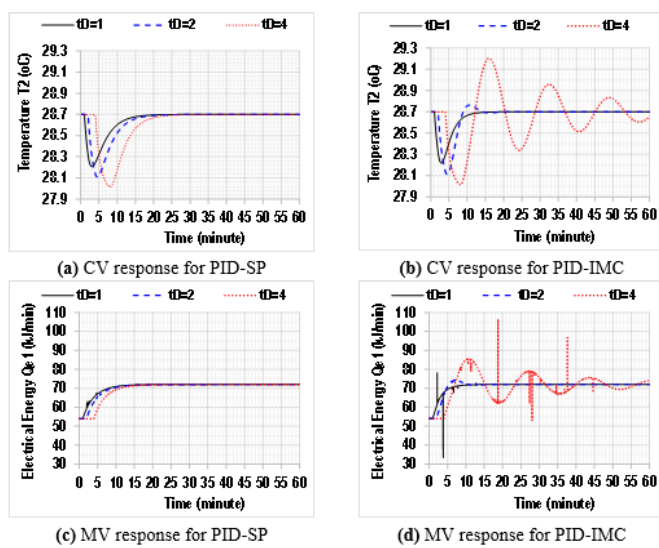 tD=1 tD=2 tD=4
29.3
29.1
28.9
28.7
28.5
28.3
28.1
27.9
Temperature T2 (oC)
0 5 10 15 20 25 30 35 40 45 50 55 60
Time (minute)
(a) CV response for PID-SP
tD=1 tD=2 tD=4
29.3
29.1
28.9
28.7
28.5
28.3
28.1
27.9
Temperature T2 (oC)
0 5 10 15 20 25 30 35 40 45 50 55 60
Time (minute)
(b) CV response for PID-IMC
tD=1 tD=2 tD=4
110
100
90
80
70
60
50
40
30
Electrical Energy Qe1 (kJ/min)
0 5 10 15 20 25 30 35 40 45 50 55 60
Time (minute)
(c) MV response for PID-SP
tD=1 tD=2 tD=4
110
100
90
80
70
60
50
40
30
Electrical Energy Qe1 (kJ/min)
0 5 10 15 20 25 30 35 40 45 50 55 60
Time (minute)
(d) MV response for PID-IMC